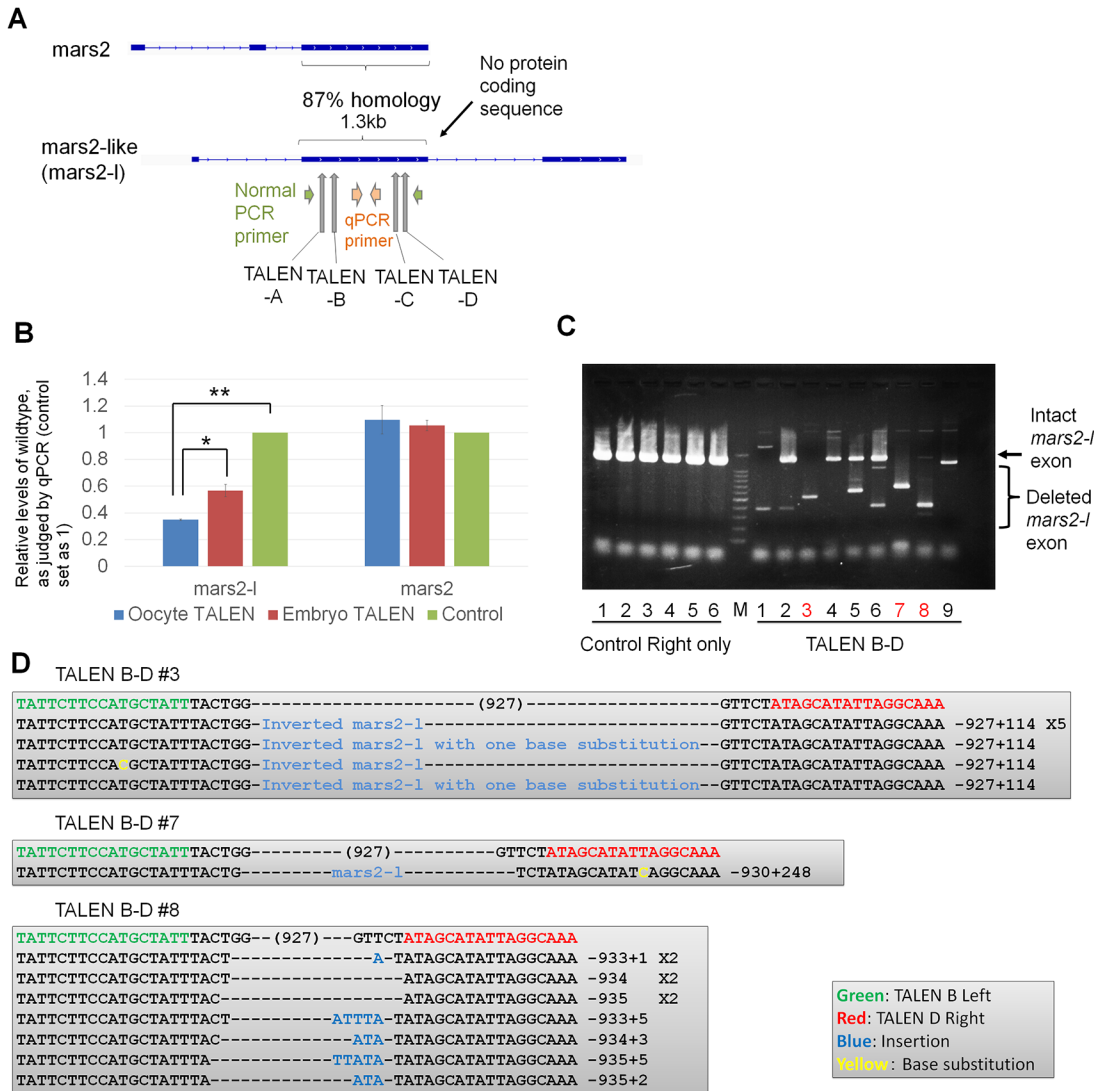 A
mars2
No protein
coding
sequence
87% homology
1.3kb
mars2-like
(mars2-l)
Normal
PCR
primer
qPCR
primer
TALEN
-A
TALEN
-B
TALEN
-C
TALEN
-D
B
Relative levels of wildtype,
as judged by qPCR (control
set as 1)
1.4
1.2
1
0.8
0.6
0.4
0.2
0
**
*
mars2-l
mars2
Oocyte TALEN
Embryo TALEN
Control
C
Intact
mars2-l
exon
Deleted
mars2-l
exon
1 2 3 4 5 6 M 1 2 3 4 5 6 7 8 9
Control Right only
TALEN B-D
D
TALEN B-D #3
TATTCTTCCATGCTATTTACTGG----------------(927)----------------GTTCTATAGCATATTAGGCAAA
TATTCTTCCATGCTATTTACTGG-Inverted mars2-l---------------------GTTCTATAGCATATTAGGCAAA -927+114 X5
TATTCTTCCATGCTATTTACTGG-Inverted mars2-l with one base substitution--GTTCTATAGCATATTAGGCAAA -927+114
TATTCTTCCACGCTATTTACTGG-Inverted mars2-l---------------------GTTCTATAGCATATTAGGCAAA -927+114
TATTCTTCCATGCTATTTACTGG-Inverted mars2-l with one base substitution--GTTCTATAGCATATTAGGCAAA -927+114
TALEN B-D #7
TATTCTTCCATGCTATTTACTGG---------(927)----------GTTCTATAGCATATTAGGCAAA
TATTCTTCCATGCTATTTACTG---------mars2-l-----------TCTATAGCATATCAGGCAAA -930+248
TALEN B-D #8
TATTCTTCCATGCTATTTACTGG--(927)---GTTCTATAGCATATTAGGCAAA
TATTCTTCCATGCTATTTACT--------------A-TATAGCATATTAGGCAAA -933+1 X2
TATTCTTCCATGCTATTTACT----------------ATAGCATATTAGGCAAA -934 X2
TATTCTTCCATGCTATTTAC-----------------ATAGCATATTAGGCAAA -935 X2
TATTCTTCCATGCTATTTACT----------ATTTA-TATAGCATATTAGGCAAA -933+5
TATTCTTCCATGCTATTTAC-------------ATA-TATAGCATATTAGGCAAA -934+3
TATTCTTCCATGCTATTTA------------TTATA-TATAGCATATTAGGCAAA -935+5
TATTCTTCCATGCTATTTA--------------ATA-TATAGCATATTAGGCAAA -935+2
Green: TALEN B Left
Red: TALEN D Right
Blue: Insertion
Yellow: Base substitution